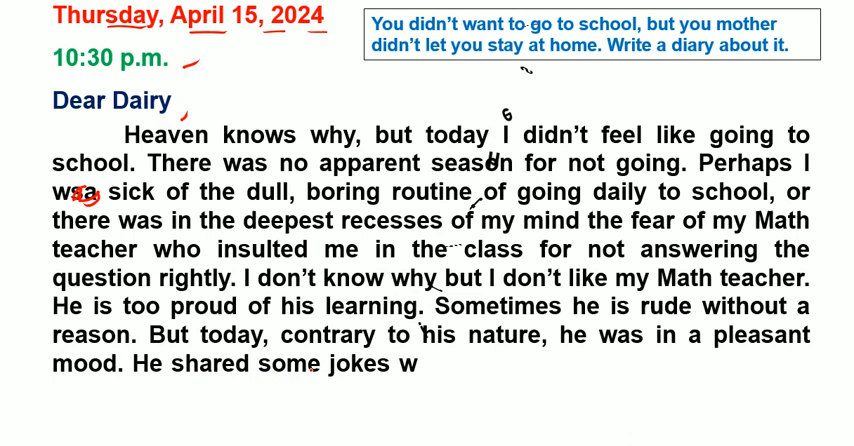 Thursday, April 15, 2024
You didn't want to go to school, but you mother
didn't let you stay at home. Write a diary about it.
10:30 p.m.
Dear Dairy
Heaven knows why, but today I didn't feel like going to
school. There was no apparent season for not going. Perhaps I
wsa sick of the dull, boring routine of going daily to school, or
there was in the deepest recesses of my mind the fear of my Math
teacher who insulted me in the class for not answering the
question rightly. I don't know why but I don't like my Math teacher.
He is too proud of his learning. Sometimes he is rude without a
reason. But today, contrary to his nature, he was in a pleasant
mood. He shared some jokes w